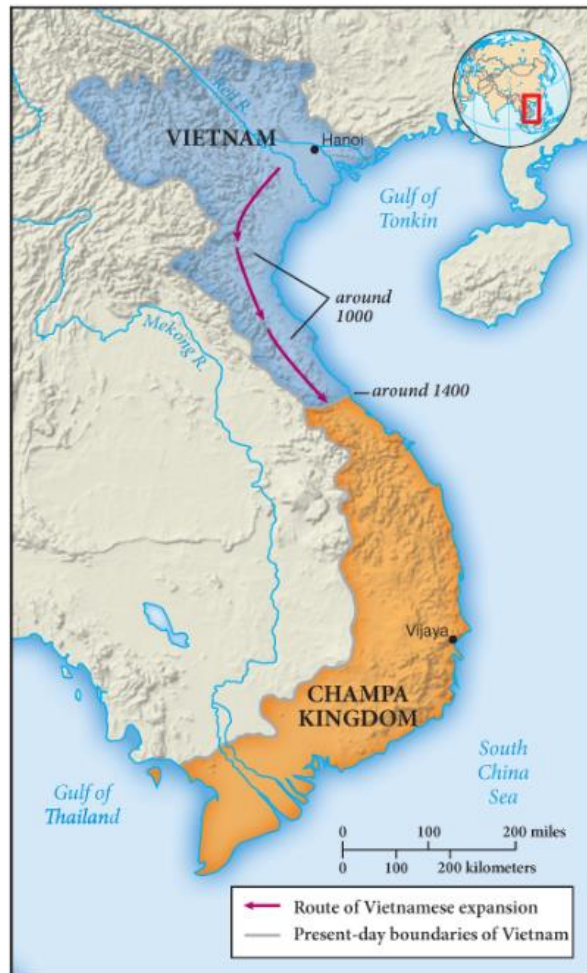 Red R.
VIETNAM
Hanoi
Gulf of
Tonkin
around
1000
Mekong R.
around 1400
Vijaya
CHAMPA
KINGDOM
South
China
Sea
Gulf of
Thailand
0 100 200 miles
0 100 200 kilometers
Route of Vietnamese expansion
Present-day boundaries of Vietnam